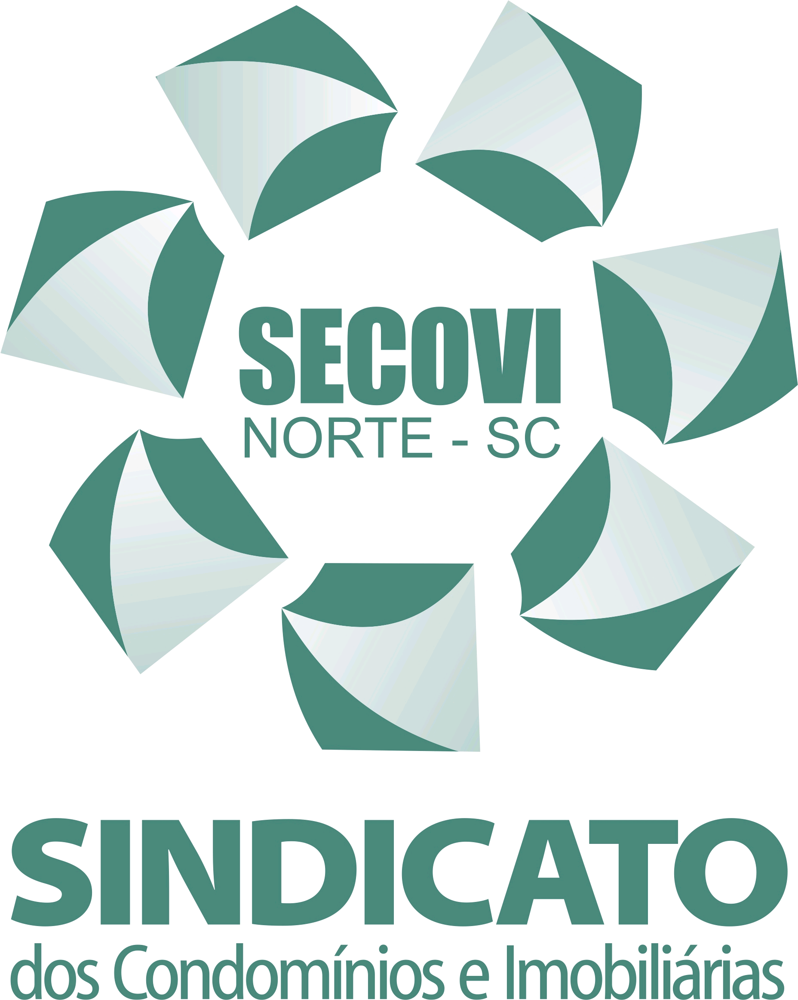 SECOVI
NORTE - SC
SINDICATO
dos Condomínios e Imobiliárias